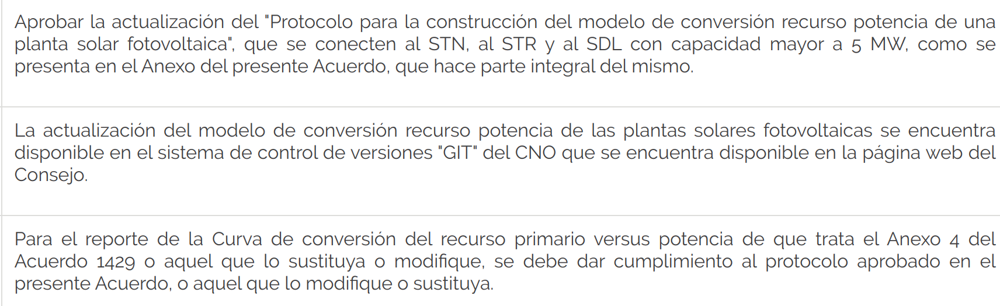 Aprobar la actualización del "Protocolo para la construcción del modelo de conversión recurso potencia de una
planta solar fotovoltaica", que se conecten al STN, al STR y al SDL con capacidad mayor a 5 MW, como se
presenta en el Anexo del presente Acuerdo, que hace parte integral del mismo.
La actualización del modelo de conversión recurso potencia de las plantas solares fotovoltaicas se encuentra
disponible en el sistema de control de versiones "GIT" del CNO que se encuentra disponible en la página web del
Consejo.
Para el reporte de la Curva de conversión del recurso primario versus potencia de que trata el Anexo 4 del
Acuerdo 1429 o aquel que lo sustituya o modifique, se debe dar cumplimiento al protocolo aprobado en el
presente Acuerdo, o aquel que lo modifique o sustituya.